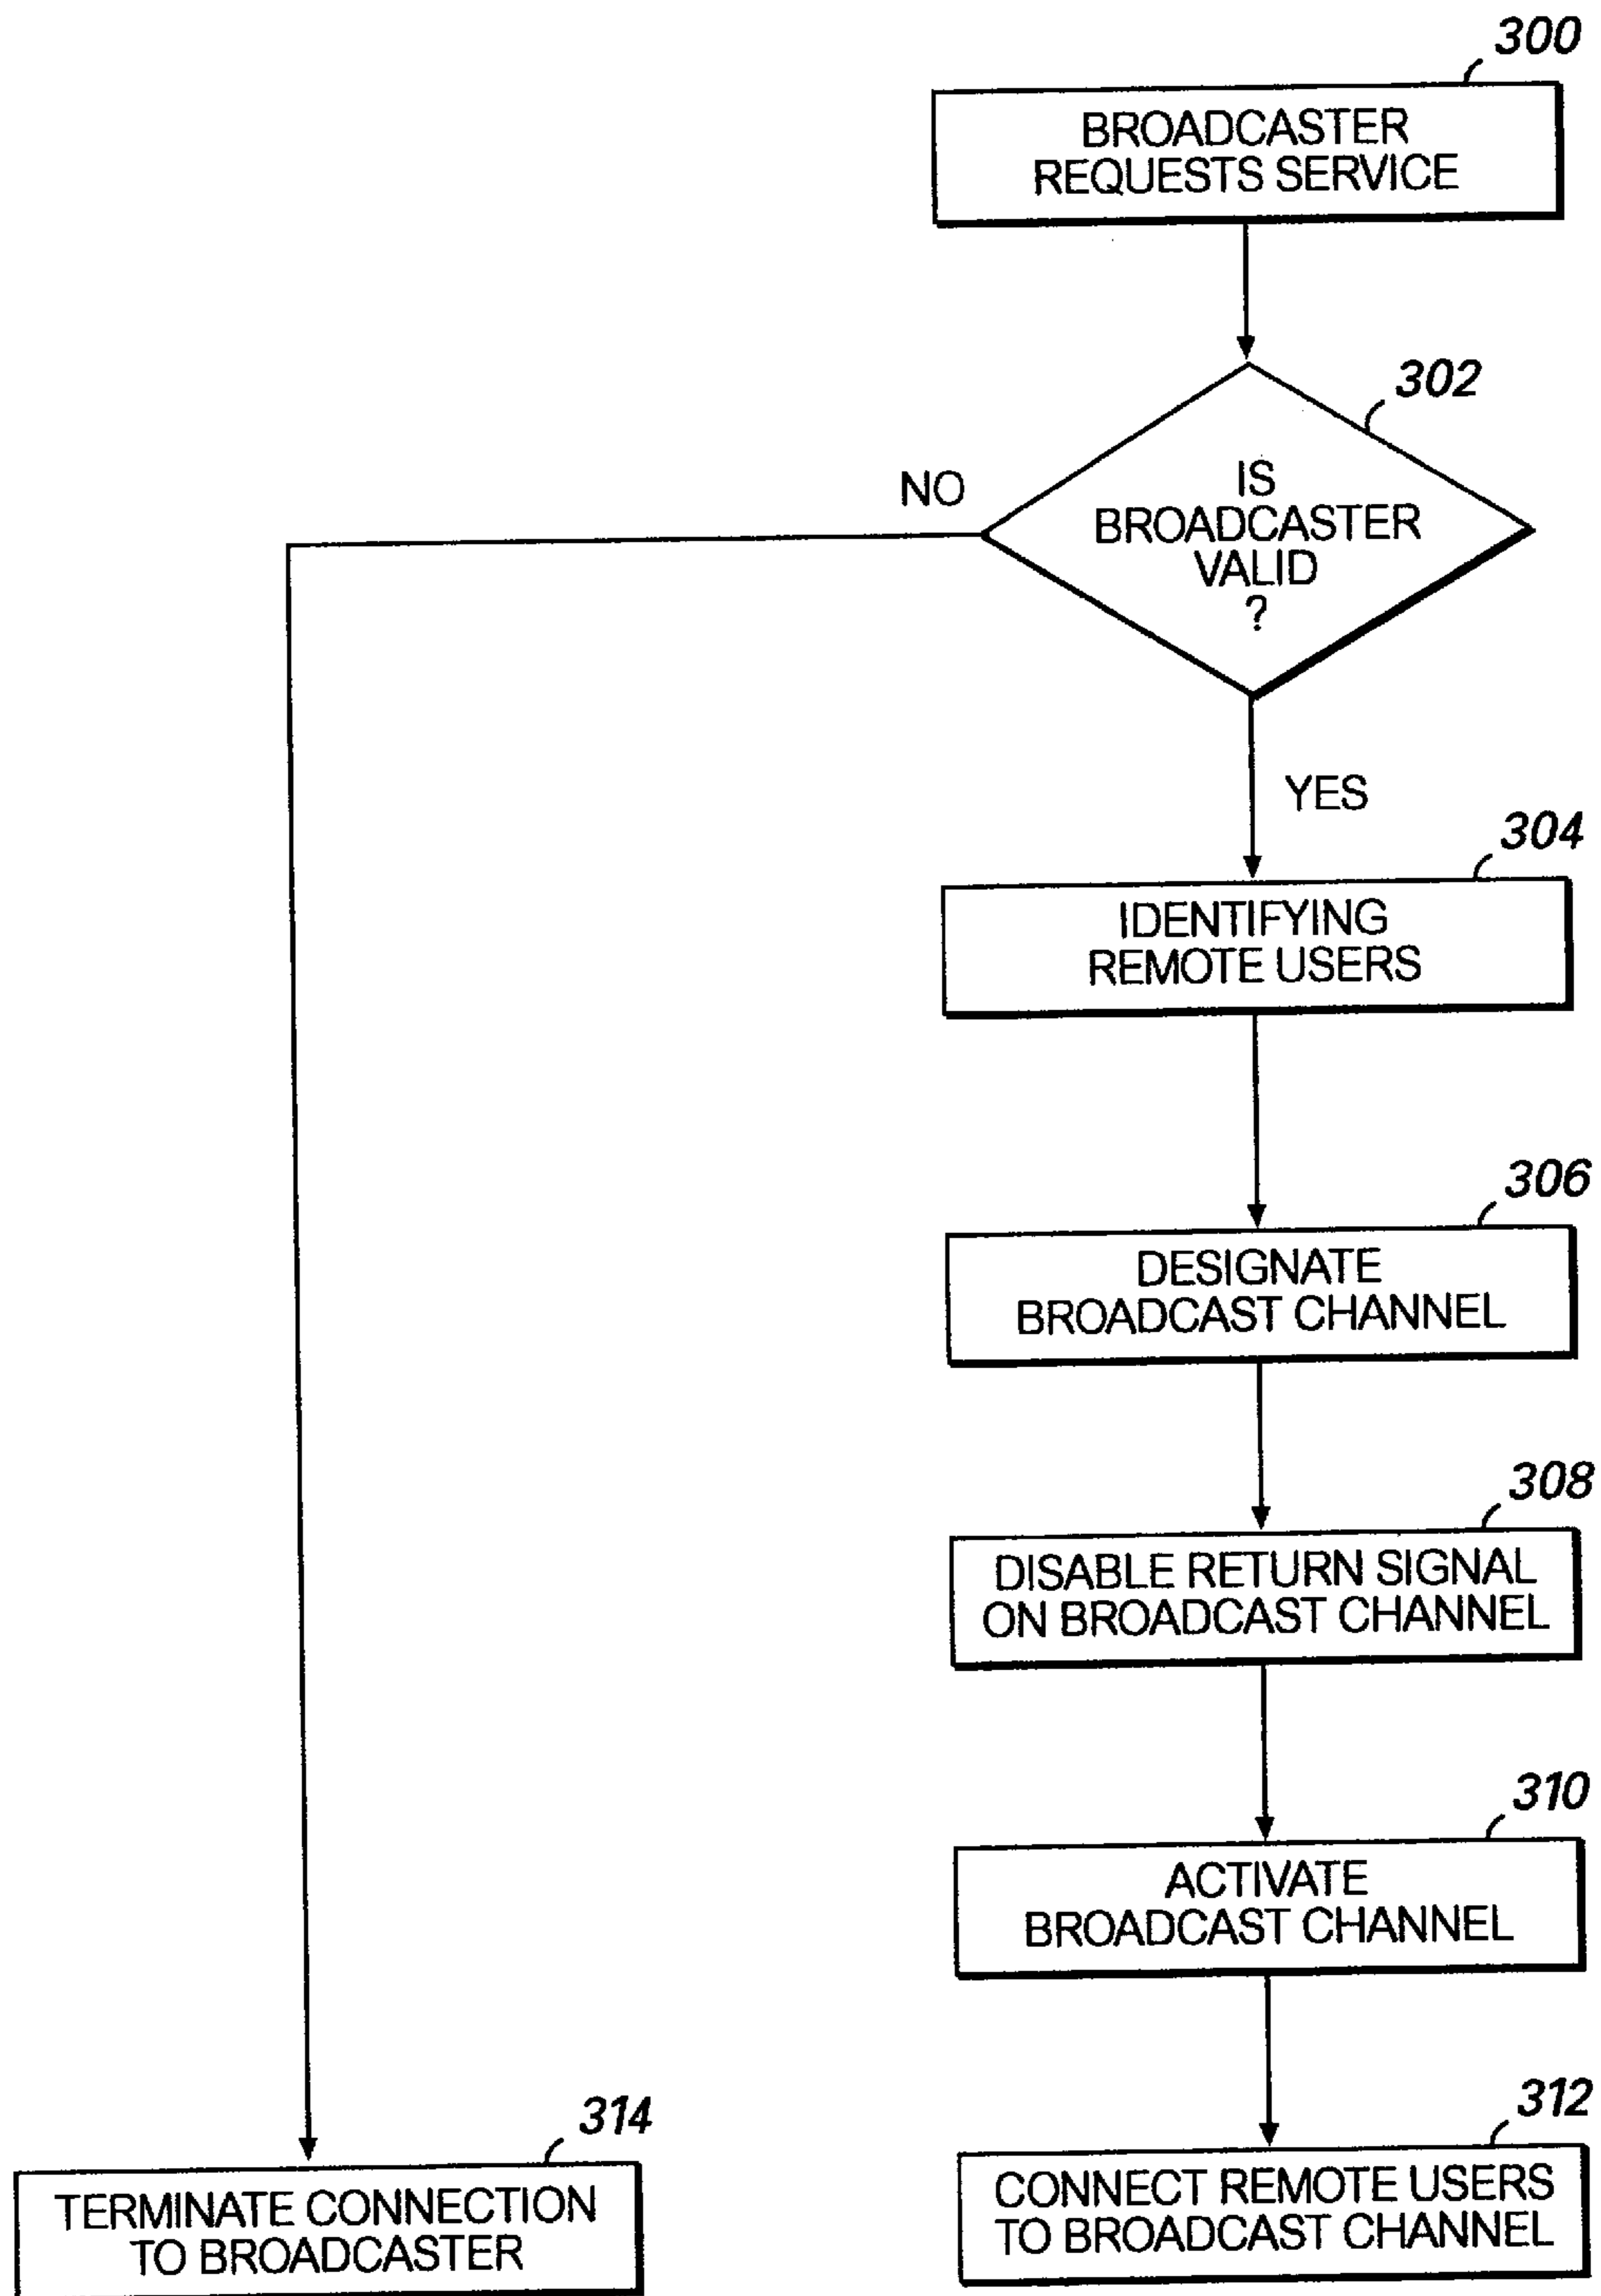 300
BROADCASTER
REQUESTS SERVICE
302
NO
IS
BROADCASTER
VALID
?
YES
304
IDENTIFYING
REMOTE USERS
306
DESIGNATE
BROADCAST CHANNEL
308
DISABLE RETURN SIGNAL
ON BROADCAST CHANNEL
310
ACTIVATE
BROADCAST CHANNEL
312
CONNECT REMOTE USERS
TO BROADCAST CHANNEL
314
TERMINATE CONNECTION
TO BROADCASTER